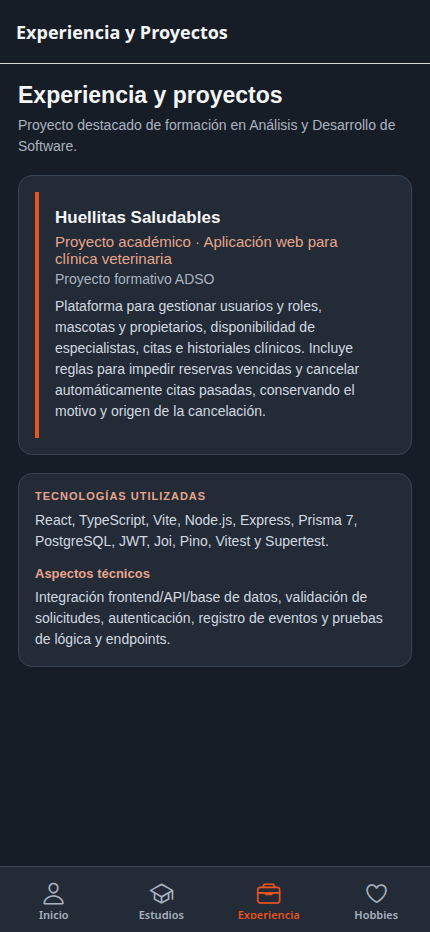 Experiencia y Proyectos
Experiencia y proyectos
Proyecto destacado de formación en Análisis y Desarrollo de
Software.
Huellitas Saludables
Proyecto académico · Aplicación web para
clínica veterinaria
Proyecto formativo ADSO
Plataforma para gestionar usuarios y roles,
mascotas y propietarios, disponibilidad de
especialistas, citas e historiales clínicos. Incluye
reglas para impedir reservas vencidas y cancelar
automáticamente citas pasadas, conservando el
motivo y origen de la cancelación.
TECNOLOGÍAS UTILIZADAS
React, TypeScript, Vite, Node.js, Express, Prisma 7,
PostgreSQL, JWT, Joi, Pino, Vitest y Supertest.
Aspectos técnicos
Integración frontend/API/base de datos, validación de
solicitudes, autenticación, registro de eventos y pruebas
de lógica y endpoints.
Inicio
Estudios
Experiencia
Hobbies